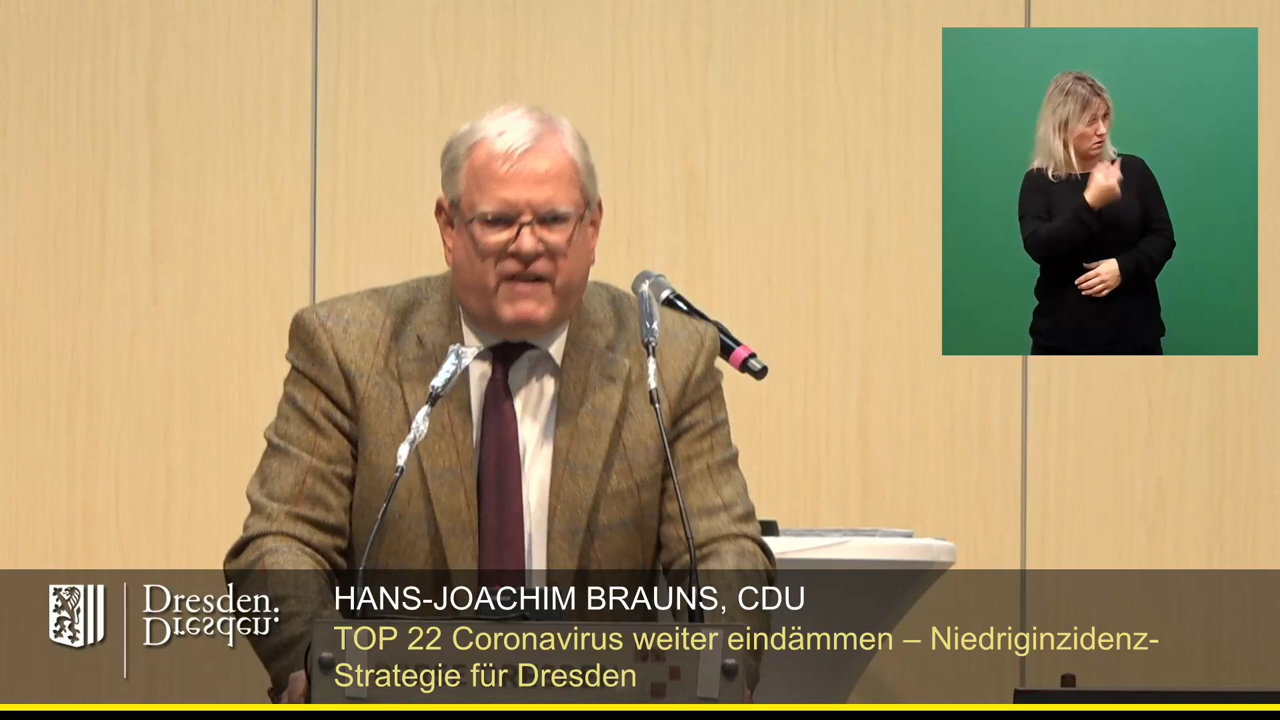 HANS-JOACHIM BRAUNS, CDU
Dresden.
Dresden.
TOP 22 Coronavirus weiter eindämmen – Niedriginzidenz-
Strategie für Dresden